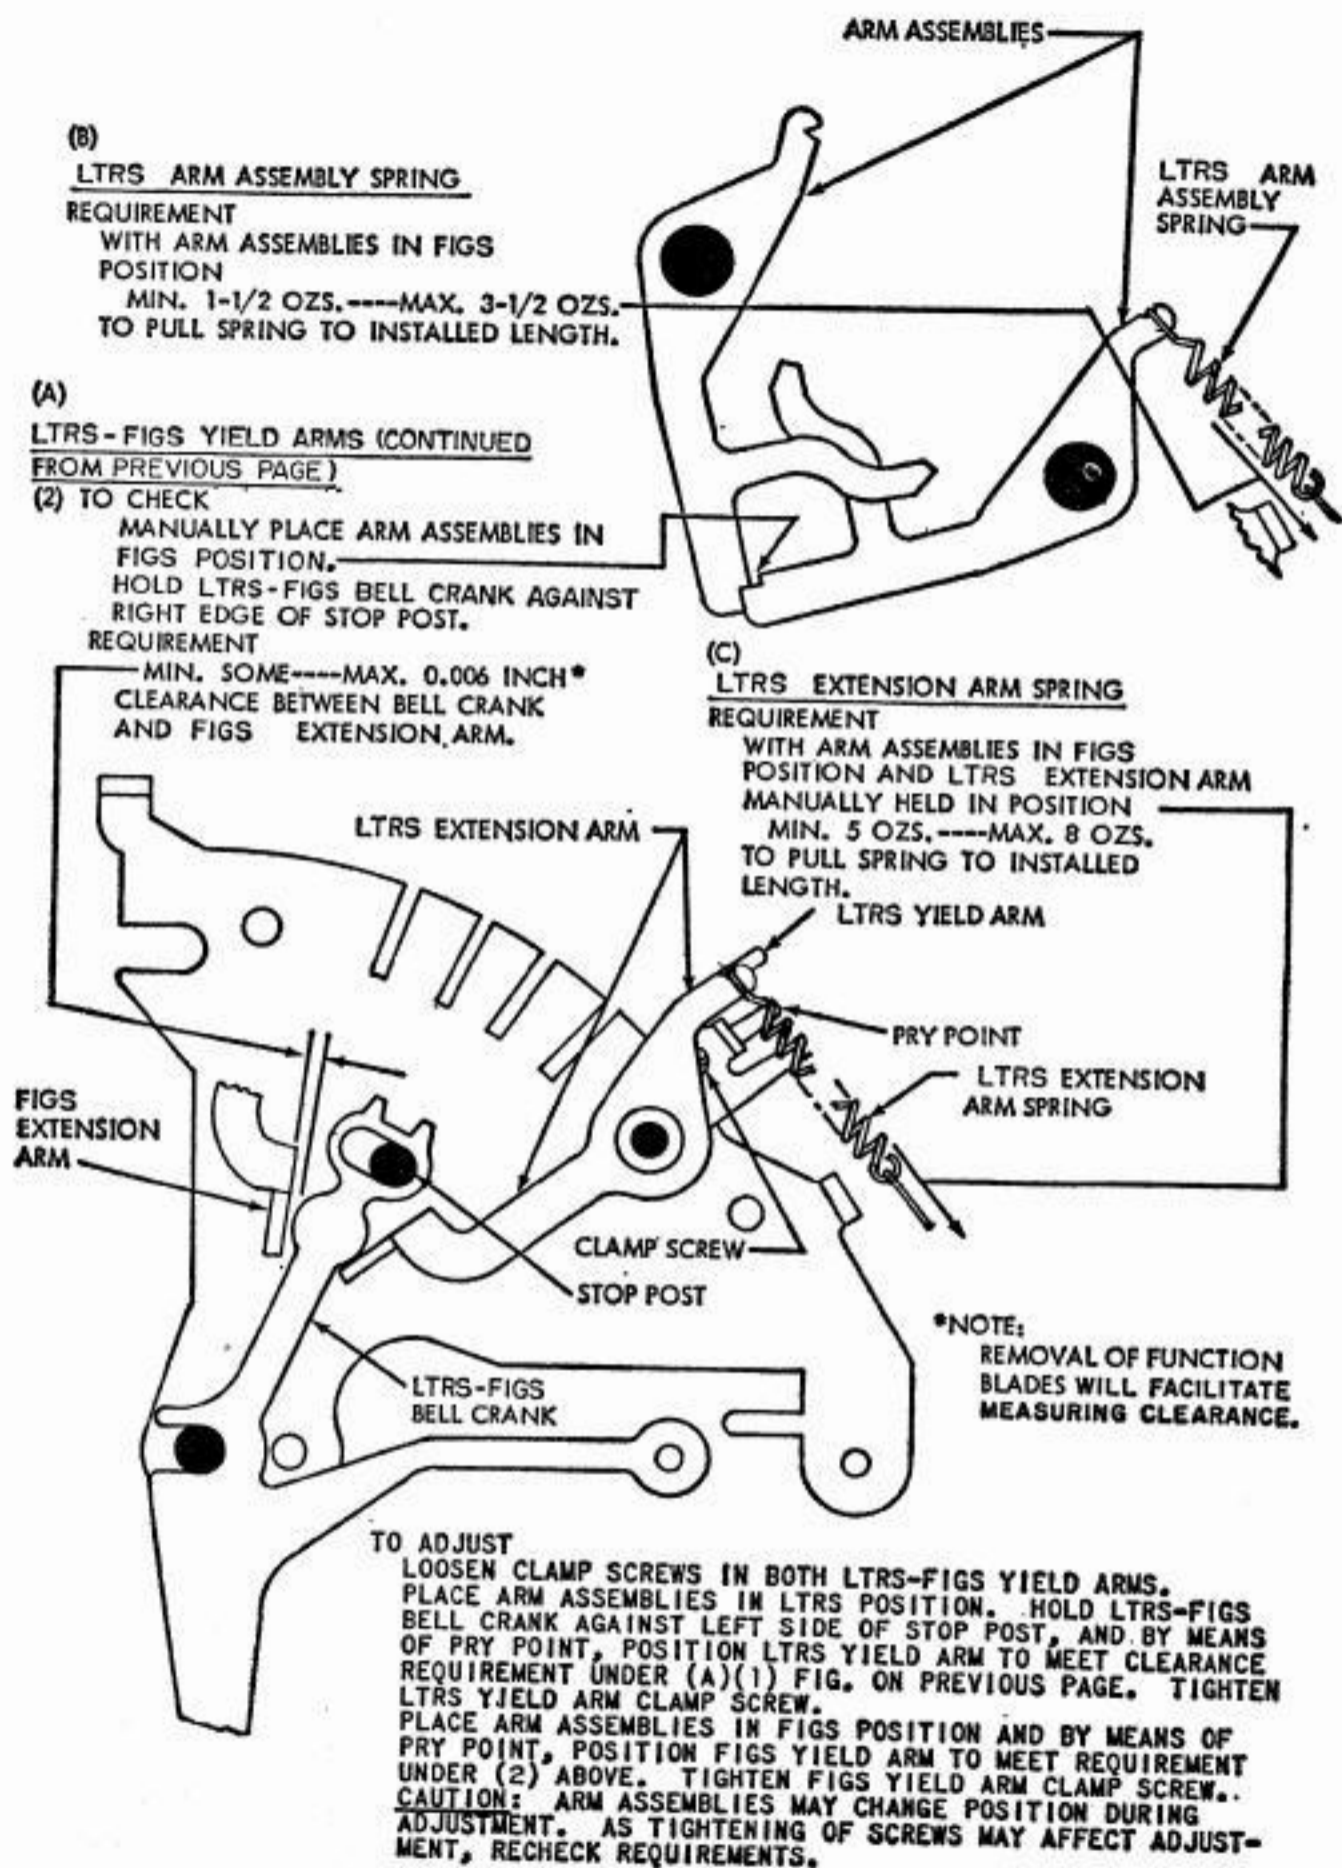 ARM ASSEMBLIES
(B)
LTRS ARM ASSEMBLY SPRING
REQUIREMENT
WITH ARM ASSEMBLIES IN FIGS
POSITION
MIN. 1-1/2 OZS.----MAX. 3-1/2 OZS.
TO PULL SPRING TO INSTALLED LENGTH.
LTRS ARM
ASSEMBLY
SPRING
(A)
LTRS-FIGS YIELD ARMS (CONTINUED
FROM PREVIOUS PAGE)
(2) TO CHECK
MANUALLY PLACE ARM ASSEMBLIES IN
FIGS POSITION.
HOLD LTRS-FIGS BELL CRANK AGAINST
RIGHT EDGE OF STOP POST.
REQUIREMENT
MIN. SOME----MAX. 0.006 INCH*
CLEARANCE BETWEEN BELL CRANK
AND FIGS EXTENSION ARM.
(C)
LTRS EXTENSION ARM SPRING
REQUIREMENT
WITH ARM ASSEMBLIES IN FIGS
POSITION AND LTRS EXTENSION ARM
MANUALLY HELD IN POSITION
MIN. 5 OZS.----MAX. 8 OZS.
TO PULL SPRING TO INSTALLED
LENGTH.
LTRS EXTENSION ARM
LTRS YIELD ARM
PRY POINT
LTRS EXTENSION
ARM SPRING
FIGS
EXTENSION
ARM
CLAMP SCREW
STOP POST
LTRS-FIGS
BELL CRANK
*NOTE:
REMOVAL OF FUNCTION
BLADES WILL FACILITATE
MEASURING CLEARANCE.
TO ADJUST
LOOSEN CLAMP SCREWS IN BOTH LTRS-FIGS YIELD ARMS.
PLACE ARM ASSEMBLIES IN LTRS POSITION. HOLD LTRS-FIGS
BELL CRANK AGAINST LEFT SIDE OF STOP POST, AND BY MEANS
OF PRY POINT, POSITION LTRS YIELD ARM TO MEET CLEARANCE
REQUIREMENT UNDER (A)(1) FIG. ON PREVIOUS PAGE. TIGHTEN
LTRS YIELD ARM CLAMP SCREW.
PLACE ARM ASSEMBLIES IN FIGS POSITION AND BY MEANS OF
PRY POINT, POSITION FIGS YIELD ARM TO MEET REQUIREMENT
UNDER (2) ABOVE. TIGHTEN FIGS YIELD ARM CLAMP SCREW.
CAUTION: ARM ASSEMBLIES MAY CHANGE POSITION DURING
ADJUSTMENT. AS TIGHTENING OF SCREWS MAY AFFECT ADJUST-
MENT, RECHECK REQUIREMENTS.